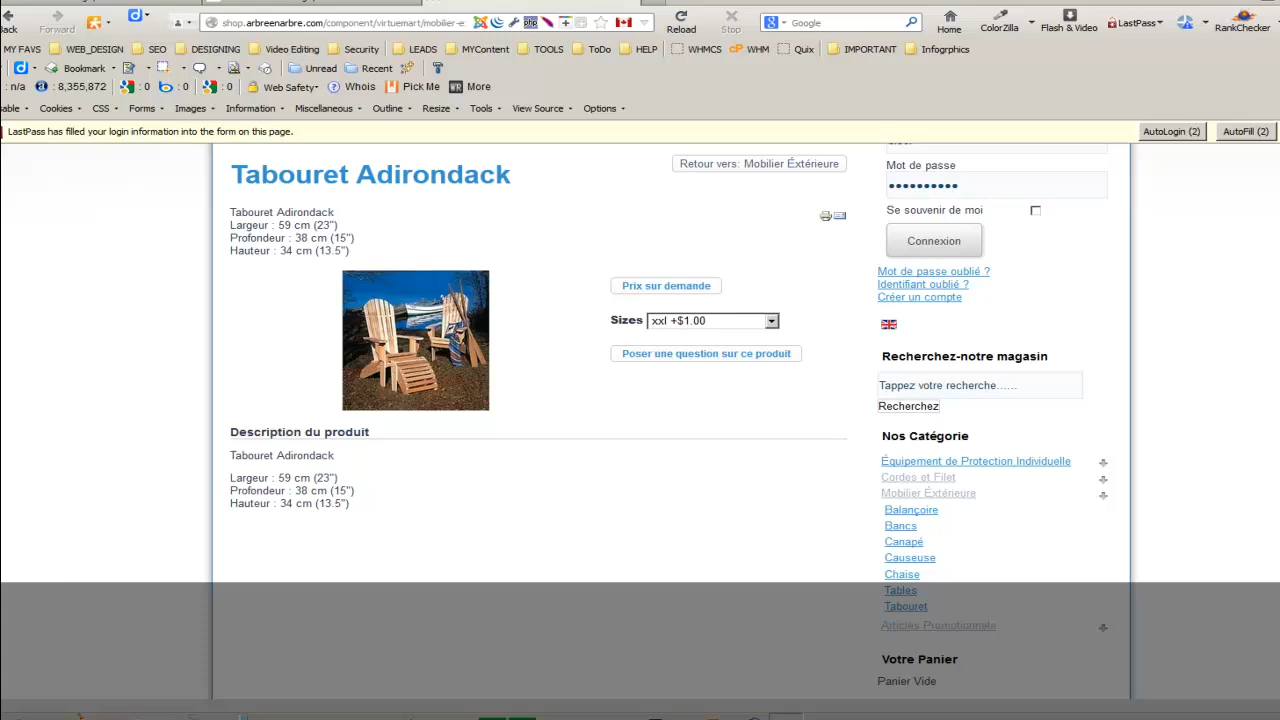 Back
Forward
shop.arbreenarbre.com/component/virtuemart/mobilier-e
Reload
Stop
Google
Home
ColorZilla
Flash & Video
LastPass
RankChecker
MY FAVS
WEB_DESIGN
SEO
DESIGNING
Video Editing
Security
LEADS
MYContent
TOOLS
ToDo
HELP
WHMCS
WHM
Quix
IMPORTANT
Infogrphics
Bookmark
Unread
Recent
: n/a
: 8,355,872
: 0
: 0
: 0
Web Safety
Whois
Pick Me
More
sable
Cookies
CSS
Forms
Images
Information
Miscellaneous
Outline
Resize
Tools
View Source
Options
LastPass has filled your login information into the form on this page.
AutoLogin (2)
AutoFill (2)
Tabouret Adirondack
Retour vers: Mobilier Éxtérieure
Tabouret Adirondack
Largeur : 59 cm (23")
Profondeur : 38 cm (15")
Hauteur : 34 cm (13.5")
Prix sur demande
Sizes xxl +$1.00
Poser une question sur ce produit
Description du produit
Tabouret Adirondack
Largeur : 59 cm (23")
Profondeur : 38 cm (15")
Hauteur : 34 cm (13.5")
Mot de passe
••••••••••
Se souvenir de moi
Connexion
Mot de passe oublié ?
Identifiant oublié ?
Créer un compte
Recherchez-notre magasin
Tappez votre recherche......
Recherchez
Nos Catégorie
Équipement de Protection Individuelle
Cordes et Filet
Mobilier Éxtérieure
Balançoire
Bancs
Canapé
Causeuse
Chaise
Tables
Tabouret
Articles Promotionnels
Votre Panier
Panier Vide